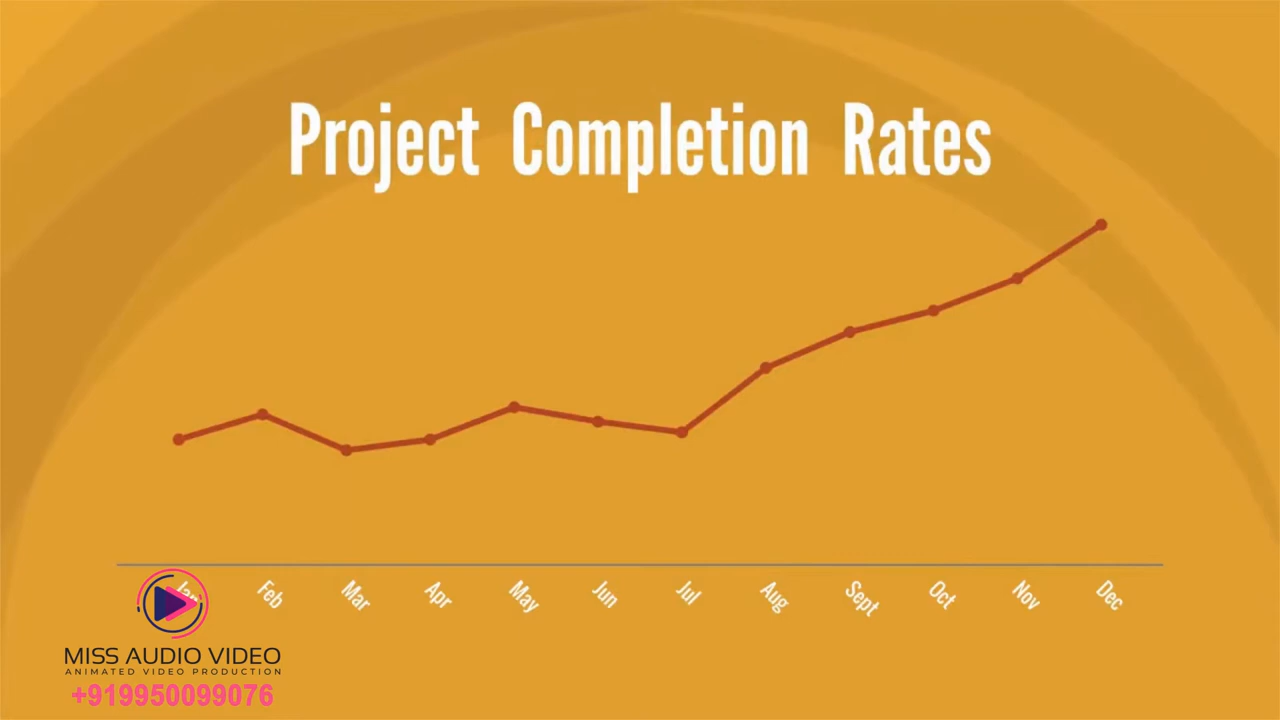 Project Completion Rates
Jan Feb Mar Apr May Jun Jul Aug Sept Oct Nov Dec
MISS AUDIO VIDEO
ANIMATED VIDEO PRODUCTION
+919950099076